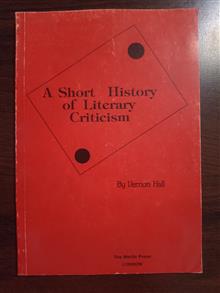 A Short History
of Literary
Criticism
By Vernon Hall
The Merlin Press
LONDON